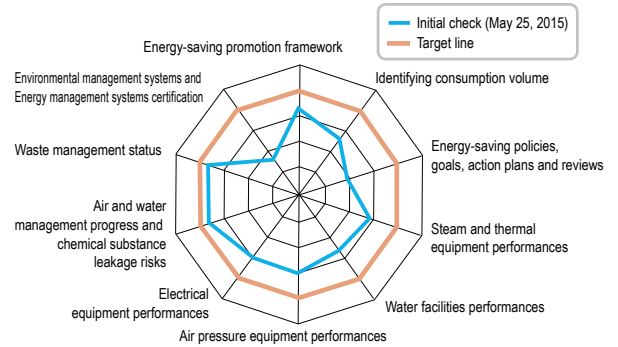 Initial check (May 25, 2015)
Target line
Energy-saving promotion framework
Identifying consumption volume
Energy-saving policies,
goals, action plans and reviews
Steam and thermal
equipment performances
Water facilities performances
Air pressure equipment performances
Electrical
equipment performances
Air and water
management progress and
chemical substance
leakage risks
Waste management status
Environmental management systems and
Energy management systems certification